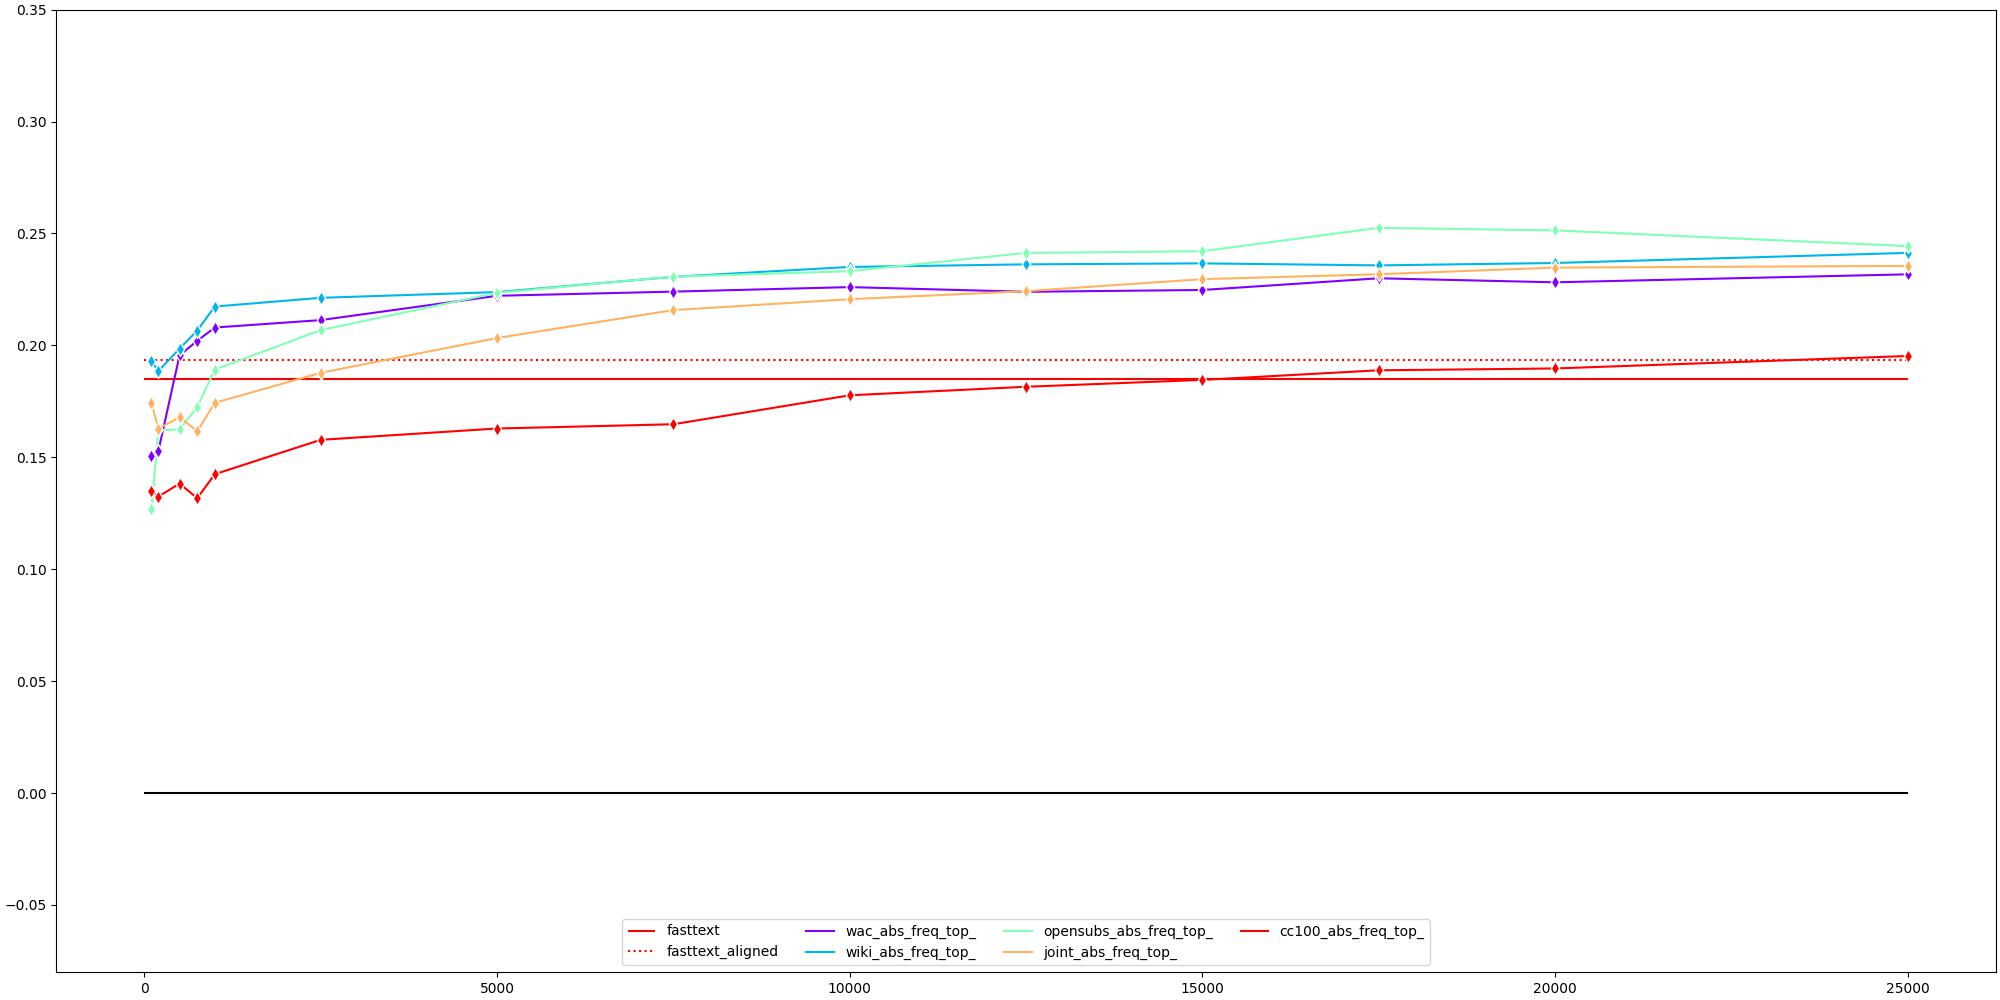 0.35
0.30
0.25
0.20
0.15
0.10
0.05
0.00
−0.05
fasttext
fasttext_aligned
wac_abs_freq_top_
wiki_abs_freq_top_
opensubs_abs_freq_top_
joint_abs_freq_top_
cc100_abs_freq_top_
0 5000 10000 15000 20000 25000